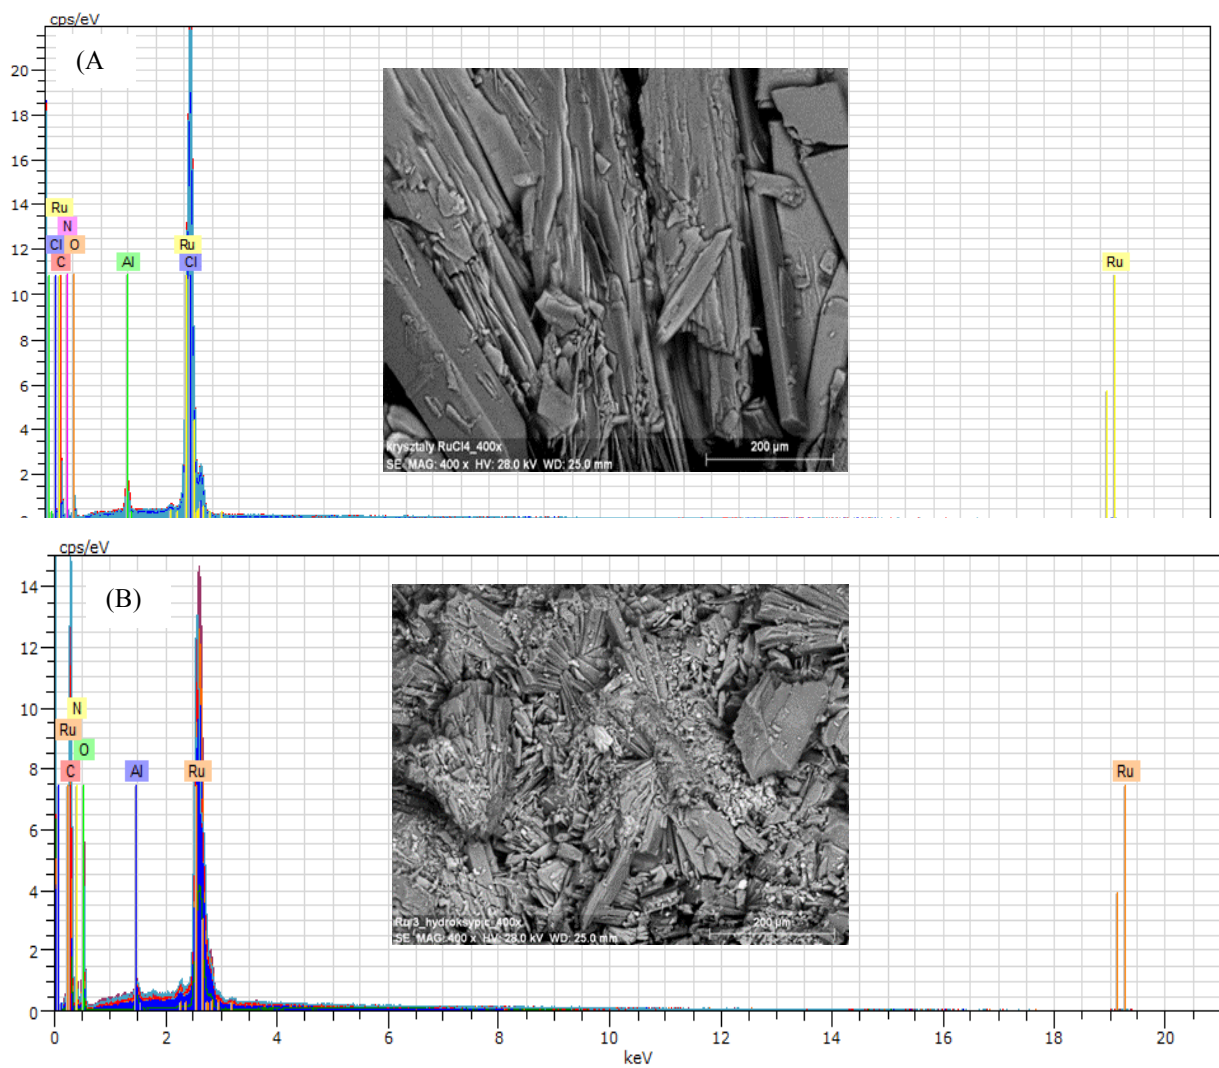 cps/eV
(A
20
18
16
14
12
10
8
6
4
2
0
Ru
N
Cl O
C
Al
Ru
Cl
Ru
krysztaly RuCl4_400x
SE MAG: 400 x HV: 28.0 kV WD: 25.0 mm
200 µm
cps/eV
(B)
14
12
10
8
6
4
2
0
N
Ru
O
C
Al
Ru
Ru
SE MAG: 400 x HV: 28.0 kV WD: 25.0 mm
200 µm
0 2 4 6 8 10 12 14 16 18 20
keV